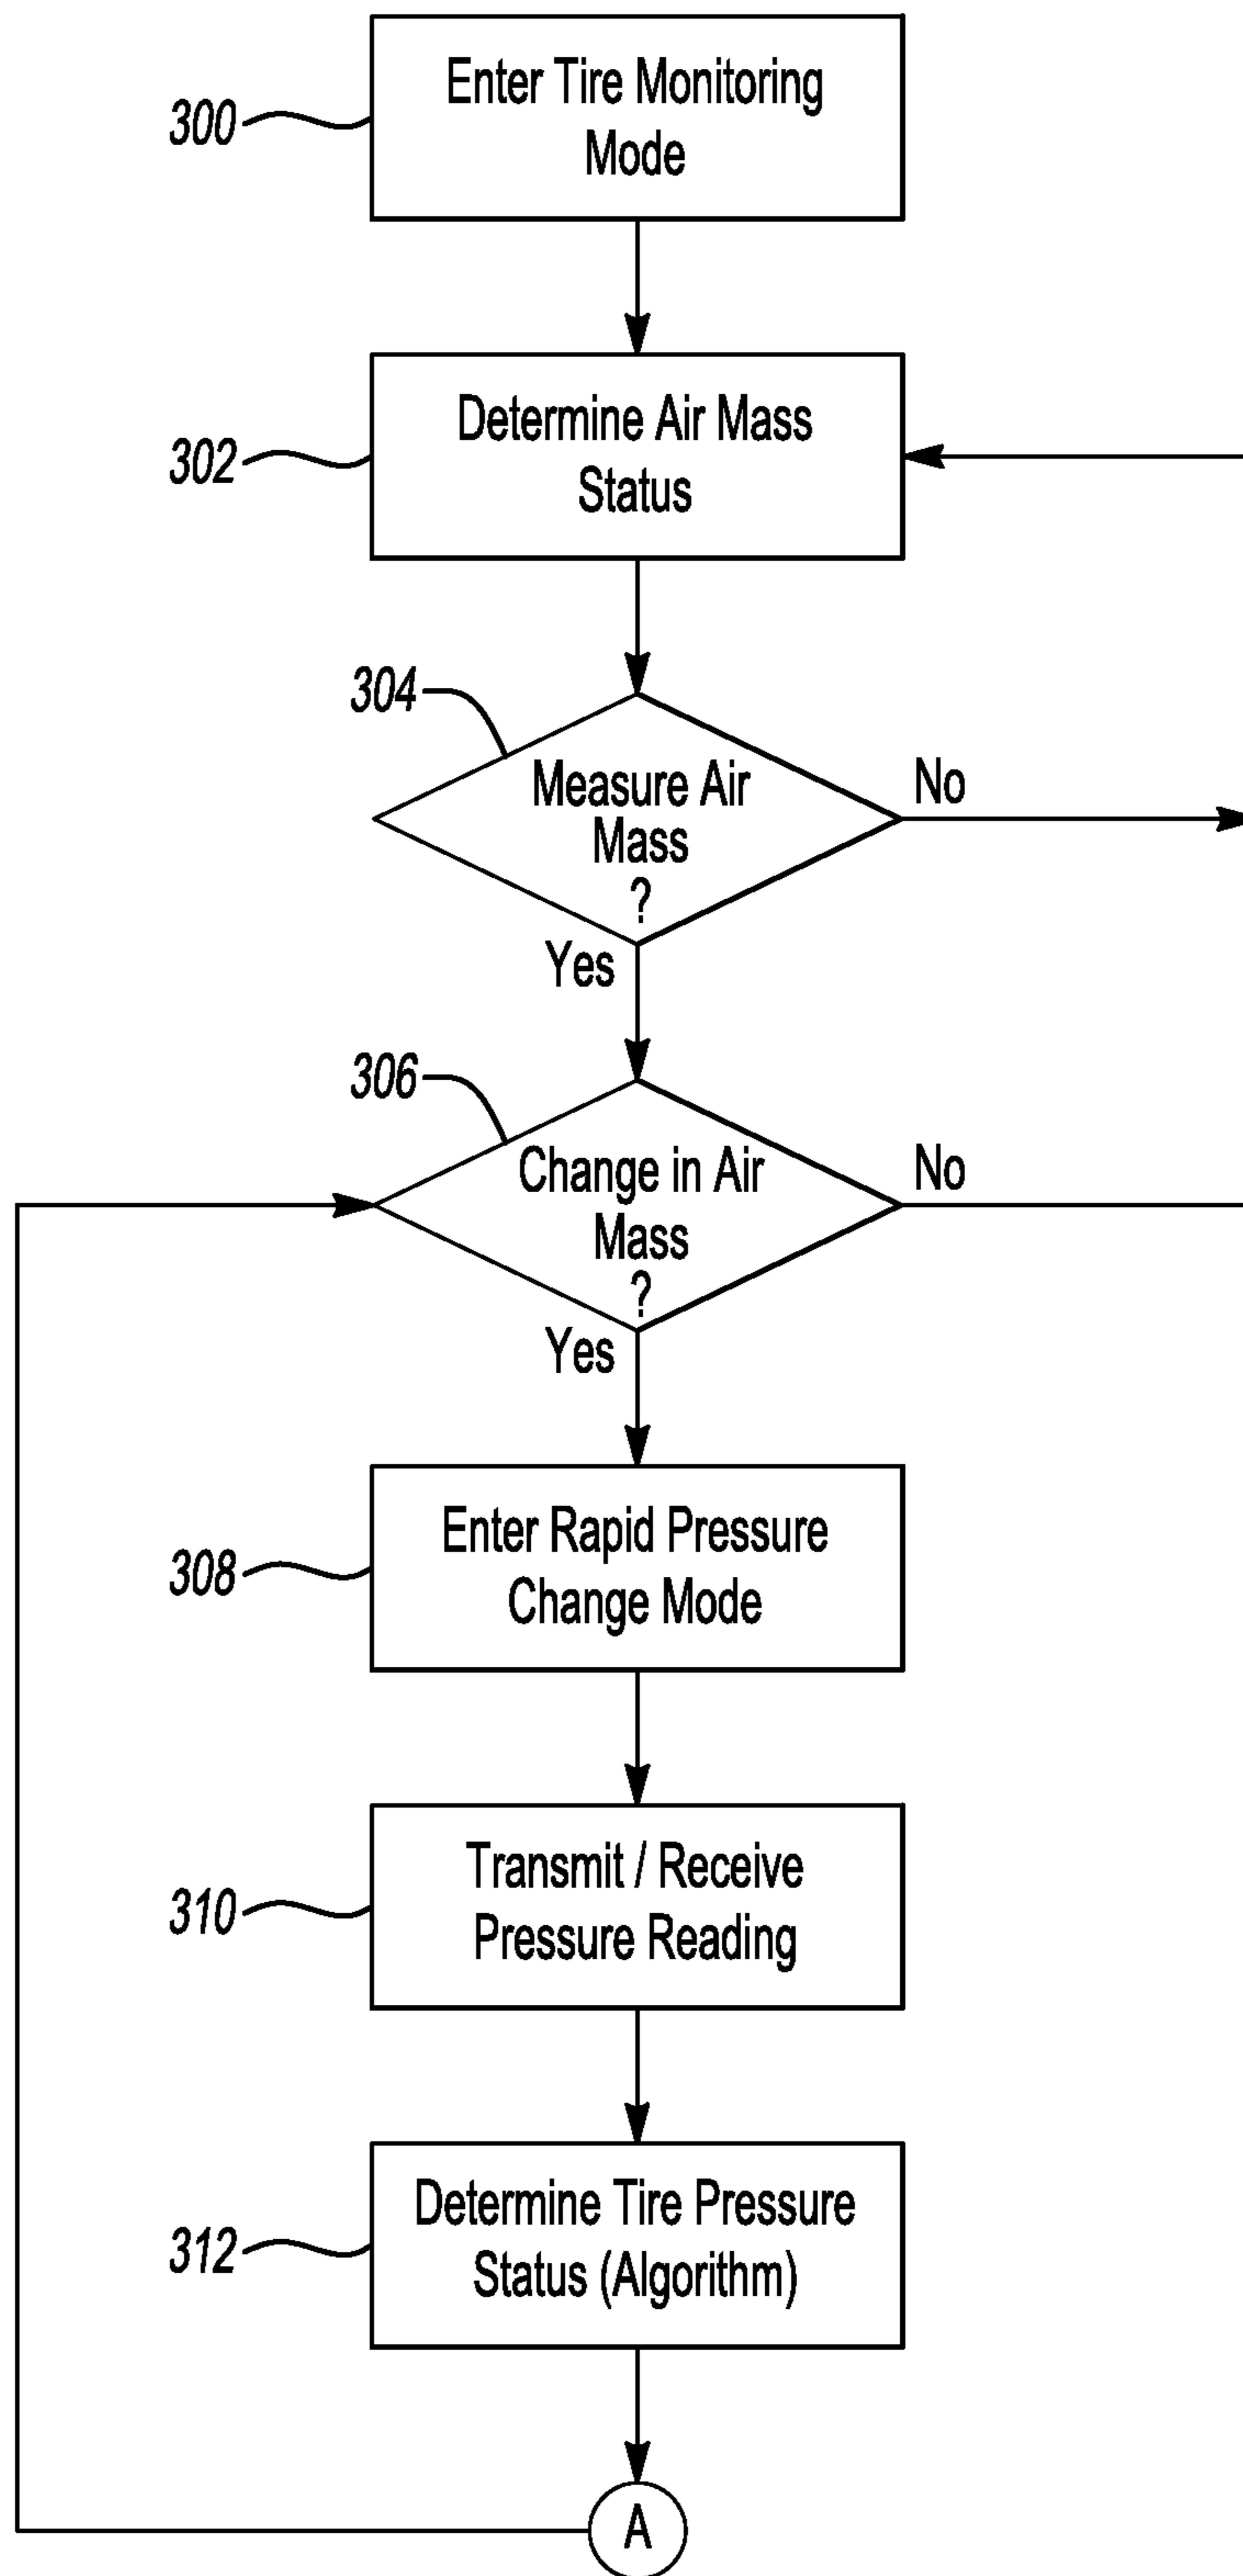 300
Enter Tire Monitoring
Mode
302
Determine Air Mass
Status
304
Measure Air
Mass
?
No
Yes
306
Change in Air
Mass
?
No
Yes
308
Enter Rapid Pressure
Change Mode
310
Transmit / Receive
Pressure Reading
312
Determine Tire Pressure
Status (Algorithm)
A